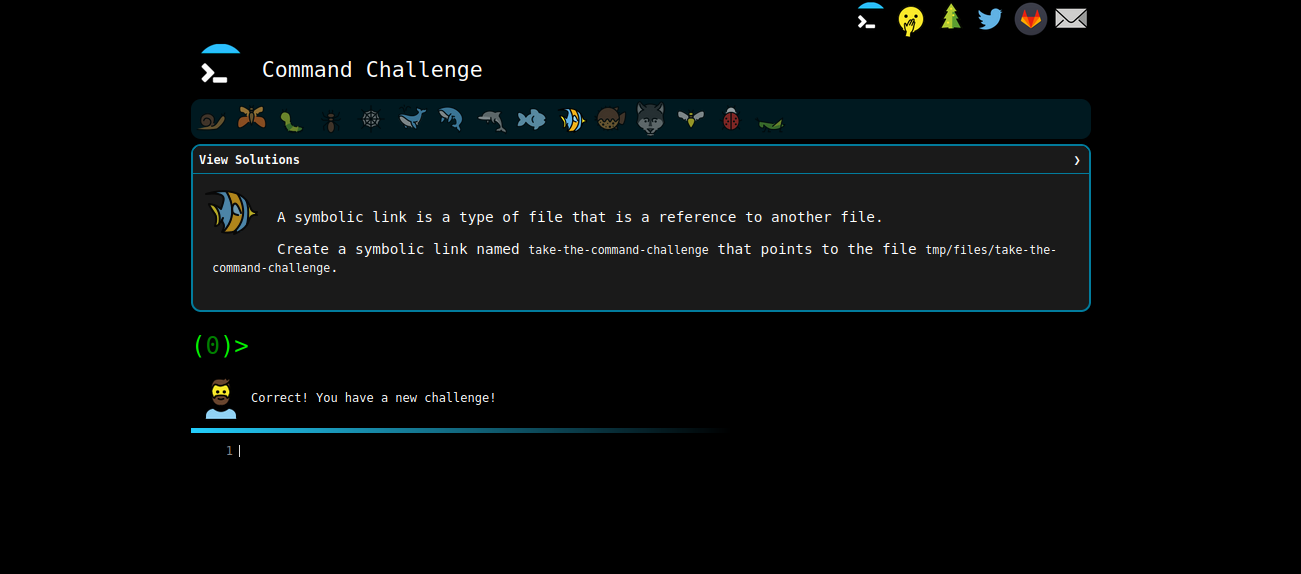 Command Challenge
View Solutions ❯
A symbolic link is a type of file that is a reference to another file.
Create a symbolic link named take-the-command-challenge that points to the file tmp/files/take-the-
command-challenge.
(0)>
Correct! You have a new challenge!
1